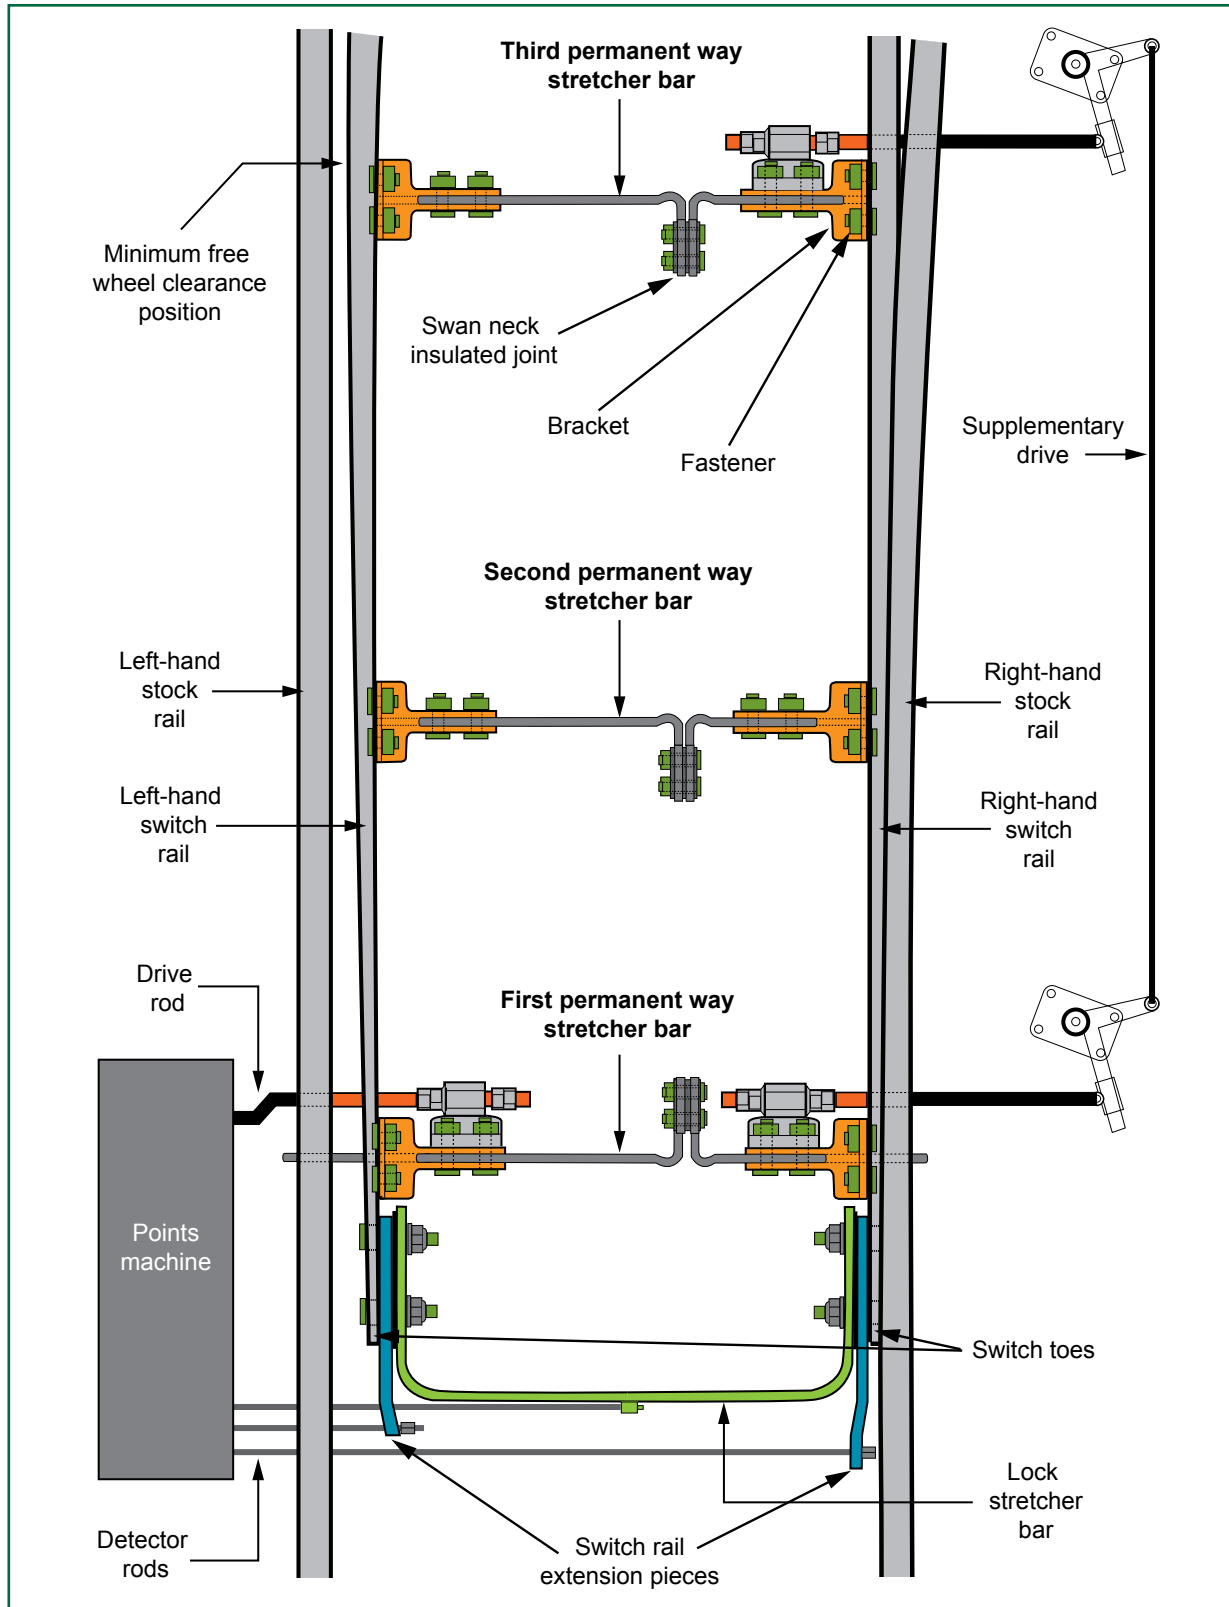 Third permanent way
stretcher bar
Minimum free
wheel clearance
position
Swan neck
insulated joint
Bracket
Fastener
Supplementary
drive
Second permanent way
stretcher bar
Left-hand
stock
rail
Right-hand
stock
rail
Left-hand
switch
rail
Right-hand
switch
rail
Drive
rod
First permanent way
stretcher bar
Points
machine
Switch toes
Lock
stretcher
bar
Detector
rods
Switch rail
extension pieces